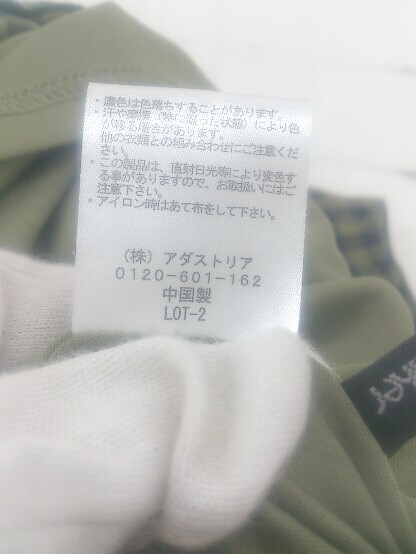 ・濃色は色落ちすることがあります。
・汗や摩擦(特に湿った状態)により色
が移る場合があります。
他の衣類との組み合わせにご注意くだ
さい。
・この製品は、直射日光等により変色す
る事がありますので、お取扱いにはご
注意下さい。
・アイロン時はあて布をして下さい。
(株) アダストリア
0120-601-162
中国製
LOT-2